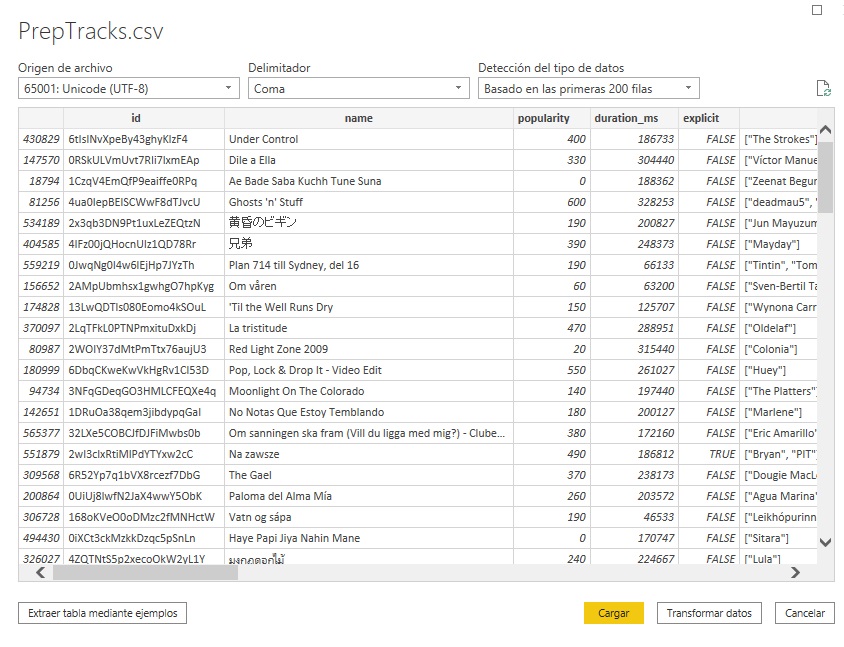 PrepTracks.csv
Origen de archivo Delimitador Detección del tipo de datos
65001: Unicode (UTF-8) Coma Basado en las primeras 200 filas
id name popularity duration_ms explicit
430829 6tIsINvXpeBy43ghyKlzF4 Under Control 400 186733 FALSE ["The Strokes"]
147570 0RSkULVmUvt7RIi7IxmEAp Dile a Ella 330 304440 FALSE ["Víctor Manue
18794 1CzqV4EmQfP9eaiffe0RPq Ae Bade Saba Kuchh Tune Suna 0 188362 FALSE ["Zeenat Begun
81256 4ua0IepBEISCWwF8dTJvcU Ghosts 'n' Stuff 600 328253 FALSE ["deadmau5", "
534189 2x3qb3DN9Pt1uxLeZEQtzN 黄昏のビギン 190 200827 FALSE ["Jun Mayuzum
404585 4IFz00jQHocnUIz1QD78Rr 兄弟 390 248373 FALSE ["Mayday"]
559219 0JwqNg0I4w6IEjHp7JYzTh Plan 714 till Sydney, del 16 190 66133 FALSE ["Tintin", "Tom
156652 2AMpUbmhsx1gwhgO7hpKyg Om våren 60 63200 FALSE ["Sven-Bertil Ta
174828 13LwQDTIs080Eomo4kSOuL 'Til the Well Runs Dry 150 125707 FALSE ["Wynona Carr
370097 2LqTFkL0PTNPmxituDxkDj La tristitude 470 288951 FALSE ["Oldelaf"]
80987 2WOIY37dMtPmTtx76aujU3 Red Light Zone 2009 20 315440 FALSE ["Colonia"]
180999 6DbqCKweKwVkHgRv1Cl53D Pop, Lock & Drop It - Video Edit 550 261027 FALSE ["Huey"]
94734 3NFqGDeqGO3HMLCFEQXe4q Moonlight On The Colorado 140 197440 FALSE ["The Platters"]
142651 1DRuOa38qem3jibdypqGaI No Notas Que Estoy Temblando 180 200127 FALSE ["Marlene"]
565377 32LXe5COBCJfDJFiMwbs0b Om sanningen ska fram (Vill du ligga med mig?) - Clube... 380 172160 FALSE ["Eric Amarillo"
551879 2wI3clxRtiMIPdYTYxw2cC Na zawsze 490 186812 TRUE ["Bryan", "PIT"]
309568 6R52Yp7q1bVX8rcezf7DbG The Gael 370 238173 FALSE ["Dougie MacLe
200864 0UiUj8IwfN2JaX4wwY5ObK Paloma del Alma Mía 260 203572 FALSE ["Agua Marina"
306728 168oKVeO0oDMzc2fMNHctW Vatn og sápa 190 46533 FALSE ["Leikhópurinn
494430 0iXCt3ckMzkkDzqc5pSnLn Haye Papi Jiya Nahin Mane 0 170747 FALSE ["Sitara"]
326027 4ZQTNtS5p2xecoOkW2yL1Y มงกุฎดอกไม้ 240 224667 FALSE ["Lula"]
Extraer tabla mediante ejemplos Cargar Transformar datos Cancelar